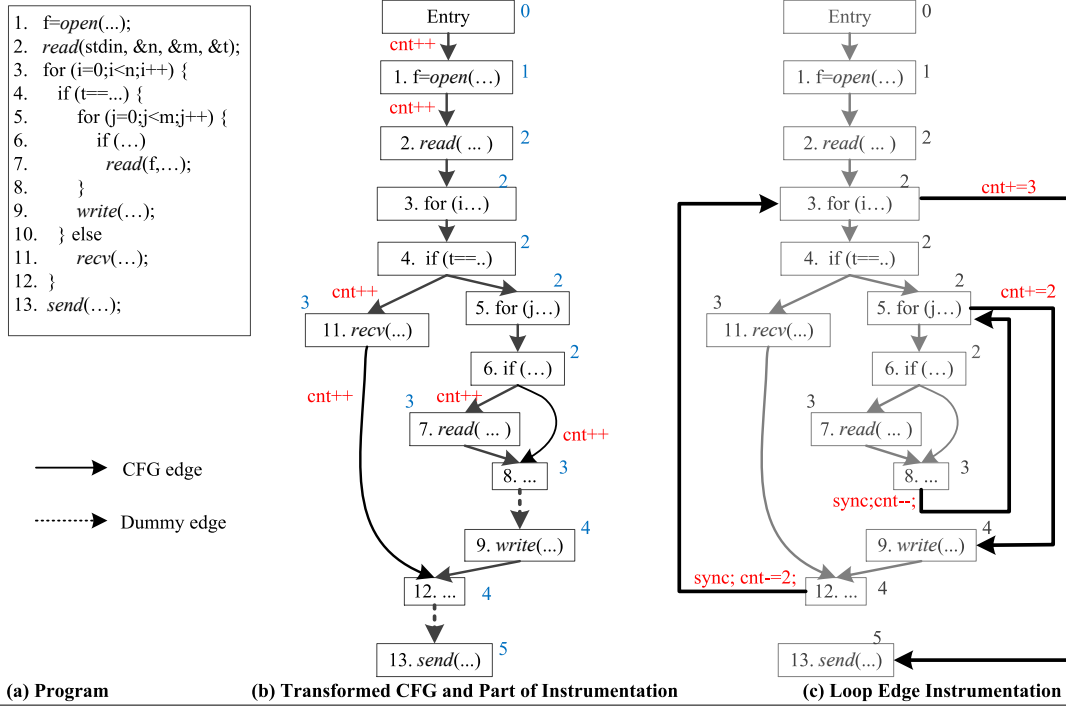 1. f=open(...);
2. read(stdin, &n, &m, &t);
3. for (i=0;i<n;i++) {
4. if (t==...) {
5. for (j=0;j<m;j++) {
6. if (…)
7. read(f,…);
8. }
9. write(…);
10. } else
11. recv(…);
12. }
13. send(…);
CFG edge
Dummy edge
(a) Program
Entry
0
cnt++
1. f=open(…)
1
cnt++
2. read( ... )
2
2
3. for (i…)
4. if (t==..)
2
cnt++
2
3
5. for (j…)
11. recv(...)
2
6. if (…)
cnt++
cnt++
3
7. read( ... )
cnt++
8. ...
3
4
9. write(...)
12. ...
4
5
13. send(...)
(b) Transformed CFG and Part of Instrumentation
Entry
0
1. f=open(…)
1
2. read( ... )
2
2
3. for (i…)
cnt+=3
4. if (t==..)
2
2
cnt+=2
3
5. for (j…)
11. recv(...)
2
6. if (…)
3
7. read( ... )
8. ...
3
sync;cnt--;
4
9. write(...)
sync; cnt-=2;
12. ...
4
5
13. send(...)
(c) Loop Edge Instrumentation